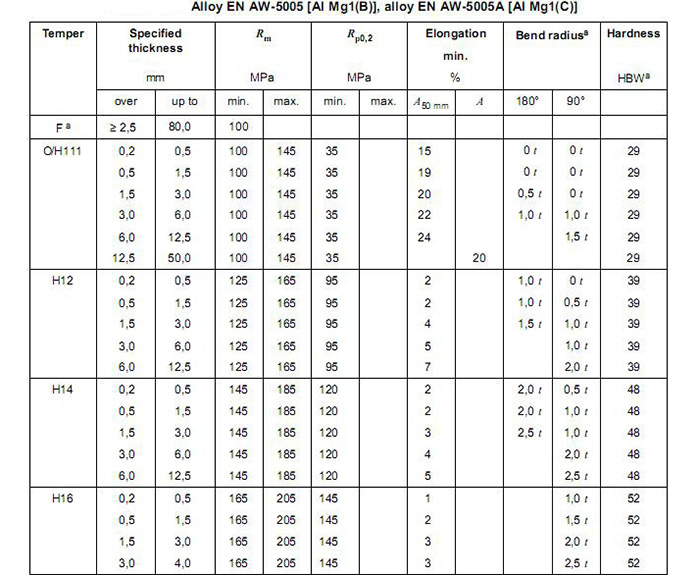 Alloy EN AW-5005 [Al Mg1(B)], alloy EN AW-5005A [Al Mg1(C)]
Temper Specified thickness Rm Rp0,2 Elongation min. Bend radiusa Hardness
mm MPa MPa % HBWa
over up to min. max. min. max. A50 mm A 180° 90°
F a ≥ 2,5 80,0 100
O/H111 0,2 0,5 100 145 35 15 0 t 0 t 29
0,5 1,5 100 145 35 19 0 t 0 t 29
1,5 3,0 100 145 35 20 0,5 t 0 t 29
3,0 6,0 100 145 35 22 1,0 t 1,0 t 29
6,0 12,5 100 145 35 24 1,5 t 29
12,5 50,0 100 145 35 20 29
H12 0,2 0,5 125 165 95 2 1,0 t 0 t 39
0,5 1,5 125 165 95 2 1,0 t 0,5 t 39
1,5 3,0 125 165 95 4 1,5 t 1,0 t 39
3,0 6,0 125 165 95 5 1,0 t 39
6,0 12,5 125 165 95 7 2,0 t 39
H14 0,2 0,5 145 185 120 2 2,0 t 0,5 t 48
0,5 1,5 145 185 120 2 2,0 t 1,0 t 48
1,5 3,0 145 185 120 3 2,5 t 1,0 t 48
3,0 6,0 145 185 120 4 2,0 t 48
6,0 12,5 145 185 120 5 2,5 t 48
H16 0,2 0,5 165 205 145 1 1,0 t 52
0,5 1,5 165 205 145 2 1,5 t 52
1,5 3,0 165 205 145 3 2,0 t 52
3,0 4,0 165 205 145 3 2,5 t 52